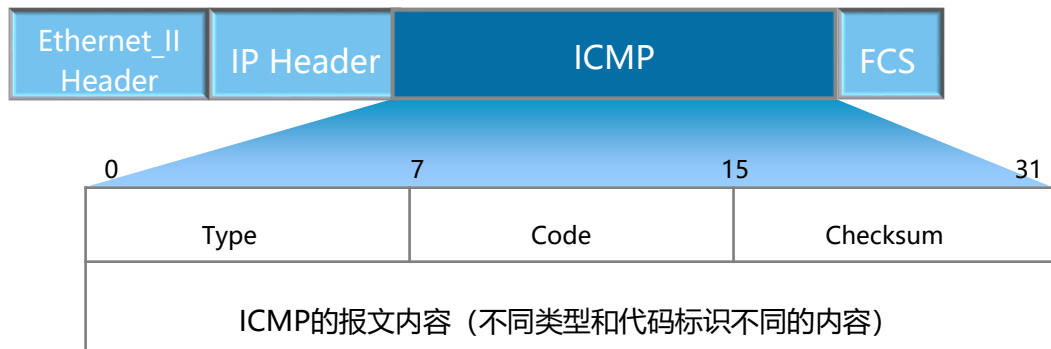 Ethernet_II
Header
IP Header
ICMP
FCS
0 7 15 31
Type Code Checksum
ICMP的报文内容（不同类型和代码标识不同的内容）